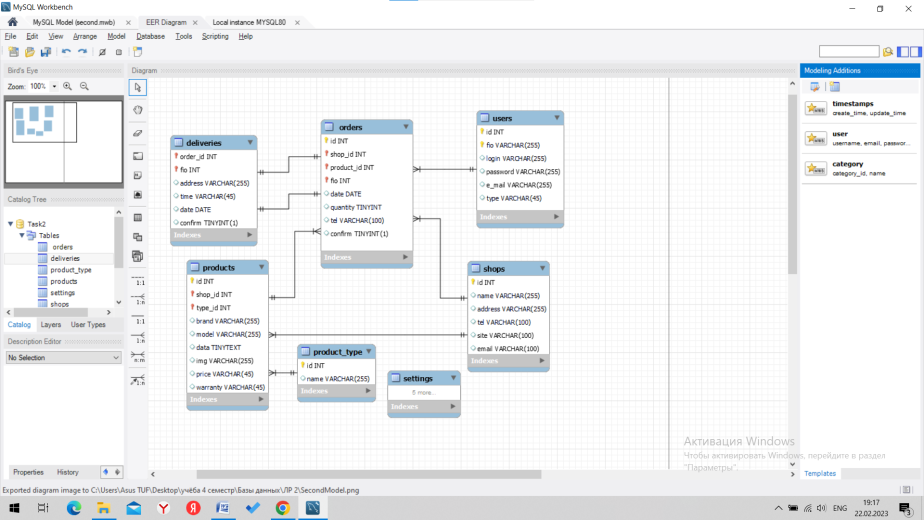 MySQL Workbench
MySQL Model (second.mwb)
EER Diagram
Local instance MYSQL80
File Edit View Arrange Model Database Tools Scripting Help
Bird's Eye
Zoom: 100%
Catalog Tree
Task2
Tables
orders
deliveries
product_type
products
settings
shops
Catalog Layers User Types
Description Editor
No Selection
Properties History
Diagram
1:1
1:n
1:1
1:n
n:m
1:n
deliveries
order_id INT
fio INT
address VARCHAR(255)
time VARCHAR(45)
date DATE
confirm TINYINT(1)
Indexes
orders
id INT
shop_id INT
product_id INT
fio INT
date DATE
quantity TINYINT
tel VARCHAR(100)
confirm TINYINT(1)
Indexes
users
id INT
fio VARCHAR(255)
login VARCHAR(255)
password VARCHAR(255)
e_mail VARCHAR(255)
type VARCHAR(45)
Indexes
products
id INT
shop_id INT
type_id INT
brand VARCHAR(255)
model VARCHAR(255)
data TINYTEXT
img VARCHAR(255)
price VARCHAR(45)
warranty VARCHAR(45)
Indexes
product_type
id INT
name VARCHAR(255)
Indexes
settings
5 more...
Indexes
shops
id INT
name VARCHAR(255)
address VARCHAR(255)
tel VARCHAR(100)
site VARCHAR(100)
email VARCHAR(100)
Indexes
Modeling Additions
timestamps
create_time, update_time
user
username, email, passwor...
category
category_id, name
Templates
Активация Windows
Чтобы активировать Windows, перейдите в раздел
"Параметры".
Exported diagram image to C:\Users\Asus TUF\Desktop\учёба 4 семестр\Базы данных\ЛР 2\SecondModel.png
ENG
19:17
22.02.2023
3